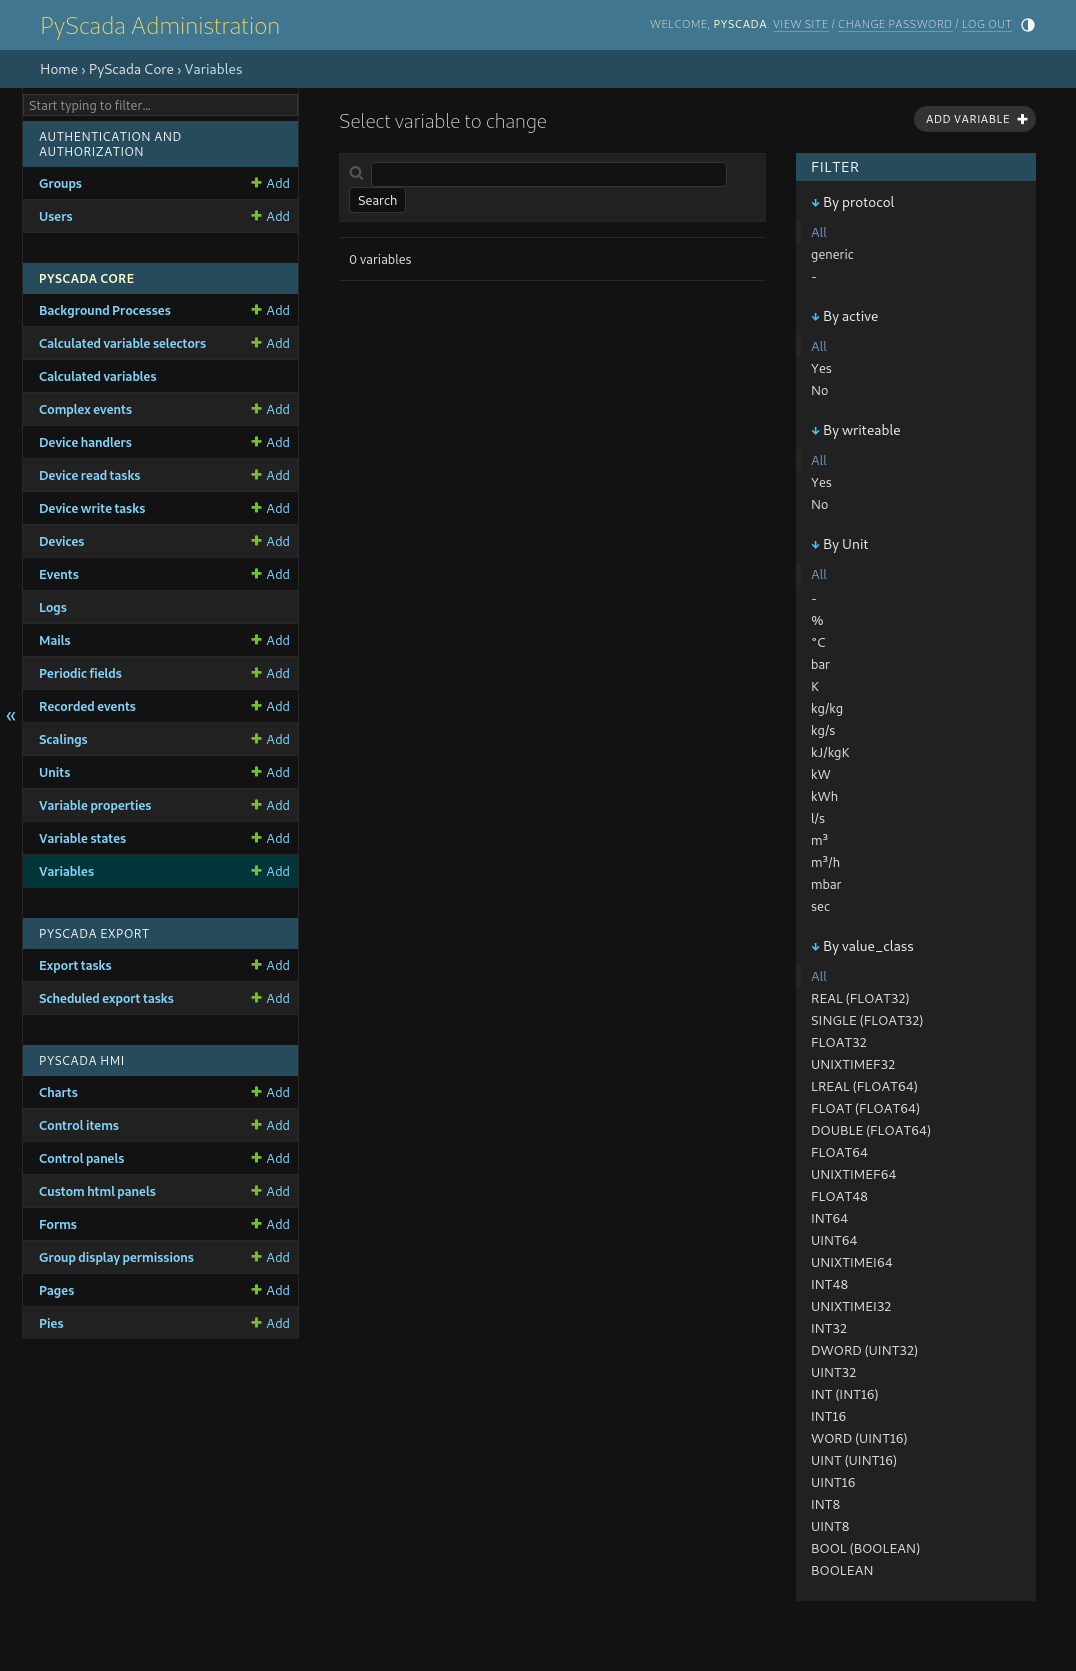 PyScada Administration
WELCOME, PYSCADA VIEW SITE / CHANGE PASSWORD / LOG OUT
Home › PyScada Core › Variables
Start typing to filter...
AUTHENTICATION AND
AUTHORIZATION
Groups Add
Users Add
PYSCADA CORE
Background Processes Add
Calculated variable selectors Add
Calculated variables
Complex events Add
Device handlers Add
Device read tasks Add
Device write tasks Add
Devices Add
Events Add
Logs
Mails Add
Periodic fields Add
Recorded events Add
Scalings Add
Units Add
Variable properties Add
Variable states Add
Variables Add
PYSCADA EXPORT
Export tasks Add
Scheduled export tasks Add
PYSCADA HMI
Charts Add
Control items Add
Control panels Add
Custom html panels Add
Forms Add
Group display permissions Add
Pages Add
Pies Add
«
Select variable to change
ADD VARIABLE
Search
0 variables
FILTER
↓ By protocol
All
generic
-
↓ By active
All
Yes
No
↓ By writeable
All
Yes
No
↓ By Unit
All
-
%
°C
bar
K
kg/kg
kg/s
kJ/kgK
kW
kWh
l/s
m³
m³/h
mbar
sec
↓ By value_class
All
REAL (FLOAT32)
SINGLE (FLOAT32)
FLOAT32
UNIXTIMEF32
LREAL (FLOAT64)
FLOAT (FLOAT64)
DOUBLE (FLOAT64)
FLOAT64
UNIXTIMEF64
FLOAT48
INT64
UINT64
UNIXTIMEI64
INT48
UNIXTIMEI32
INT32
DWORD (UINT32)
UINT32
INT (INT16)
INT16
WORD (UINT16)
UINT (UINT16)
UINT16
INT8
UINT8
BOOL (BOOLEAN)
BOOLEAN